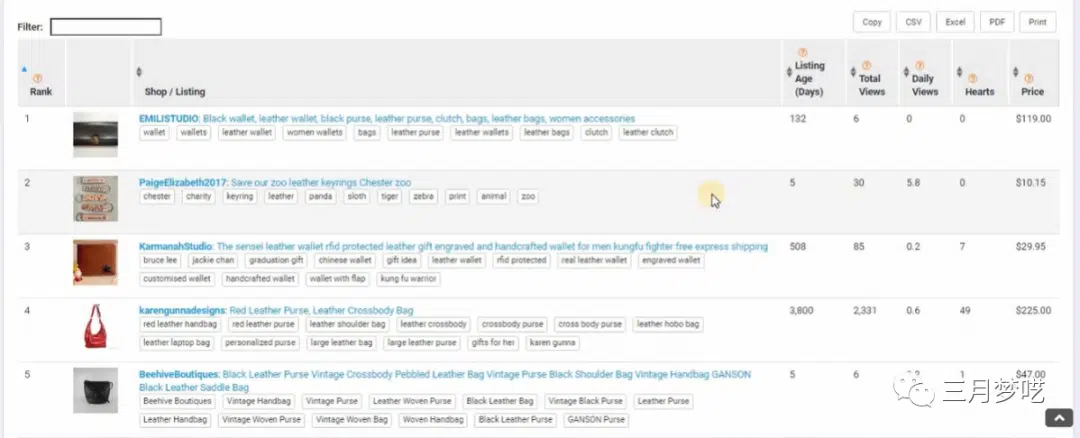 Filter:
Copy CSV Excel PDF Print
Rank Shop / Listing Listing Age (Days) Total Views Daily Views Hearts Price
1 EMILISTUDIO: Black wallet, leather wallet, black purse, leather purse, clutch, bags, leather bags, women accessories 132 6 0 0 $119.00
wallet wallets leather wallet women wallets bags leather purse leather wallets leather bags clutch leather clutch
2 PaigeElizabeth2017: Save our zoo leather keyrings Chester zoo 5 30 5.8 0 $10.15
chester charity keyring leather panda sloth tiger zebra print animal zoo
3 KarmanahStudio: The sensei leather wallet rfid protected leather gift engraved and handcrafted wallet for men kungfu fighter free express shipping 508 85 0.2 7 $29.95
bruce lee jackie chan graduation gift chinese wallet gift idea leather wallet rfid protected real leather wallet engraved wallet
customised wallet handcrafted wallet wallet with flap kung fu warrior
4 karengunnadesigns: Red Leather Purse, Leather Crossbody Bag 3,800 2,331 0.6 49 $225.00
red leather handbag red leather purse leather shoulder bag leather crossbody crossbody purse cross body purse leather hobo bag
leather laptop bag personalized purse large leather bag large leather purse gifts for her karen gunna
5 BeehiveBoutiques: Black Leather Purse Vintage Crossbody Pebbled Leather Bag Vintage Purse Black Shoulder Bag Vintage Handbag GANSON 5 6 1 $47.00
Black Leather Saddle Bag
Beehive Boutiques Vintage Handbag Vintage Purse Leather Woven Purse Black Leather Bag Vintage Black Purse Leather Purse
Leather Handbag Vintage Woven Purse Vintage Woven Bag Woven Handbag Black Leather Purse GANSON Purse
三月梦呓